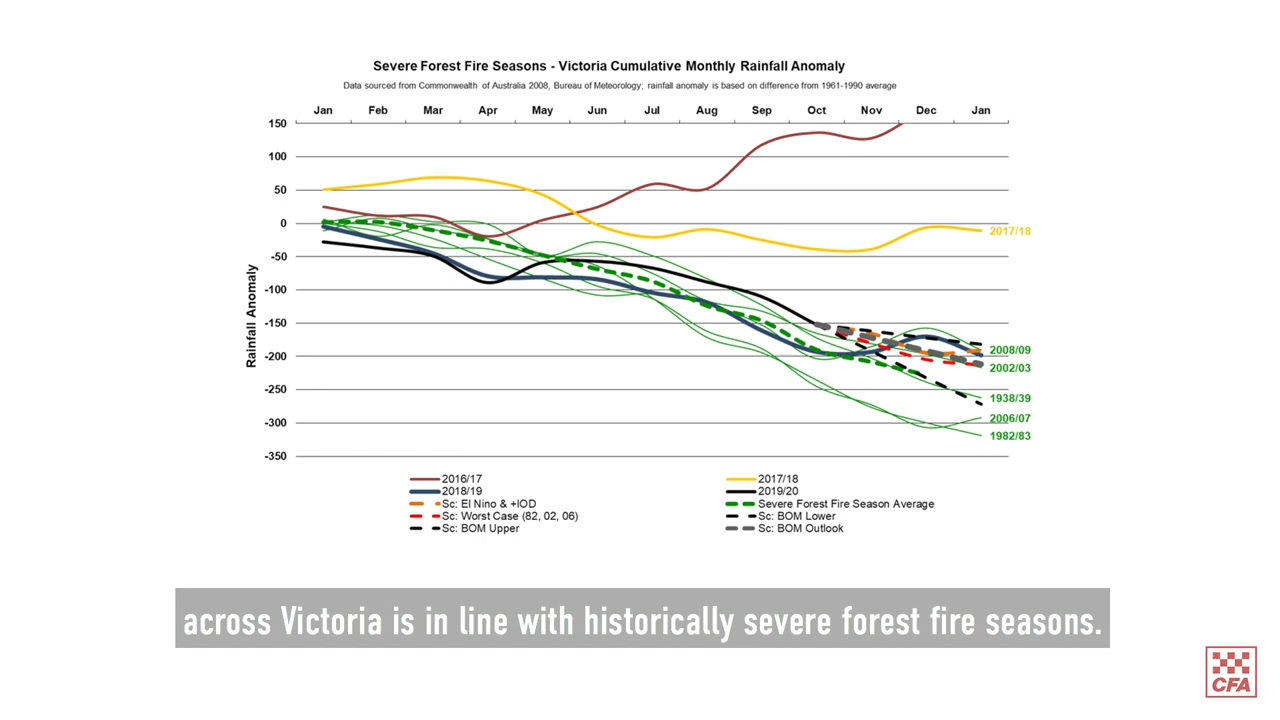 Severe Forest Fire Seasons - Victoria Cumulative Monthly Rainfall Anomaly
Data sourced from Commonwealth of Australia 2008, Bureau of Meteorology; rainfall anomaly is based on difference from 1961-1990 average
Jan Feb Mar Apr May Jun Jul Aug Sep Oct Nov Dec Jan
150
100
50
0
-50
-100
-150
-200
-250
-300
-350
Rainfall Anomaly
2017/18
2008/09
2002/03
1938/39
2006/07
1982/83
2016/17 2017/18
2018/19 2019/20
Sc: El Nino & +IOD Severe Forest Fire Season Average
Sc: Worst Case (82, 02, 06) Sc: BOM Lower
Sc: BOM Upper Sc: BOM Outlook
across Victoria is in line with historically severe forest fire seasons.
CFA